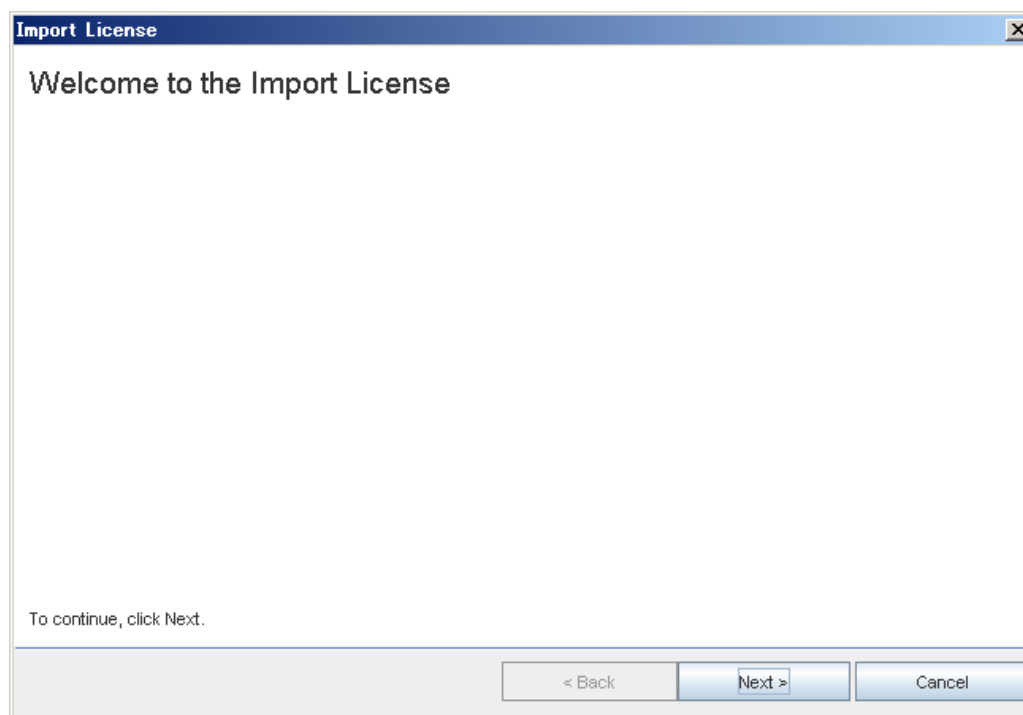 Import License
Welcome to the Import License
To continue, click Next.
< Back
Next >
Cancel